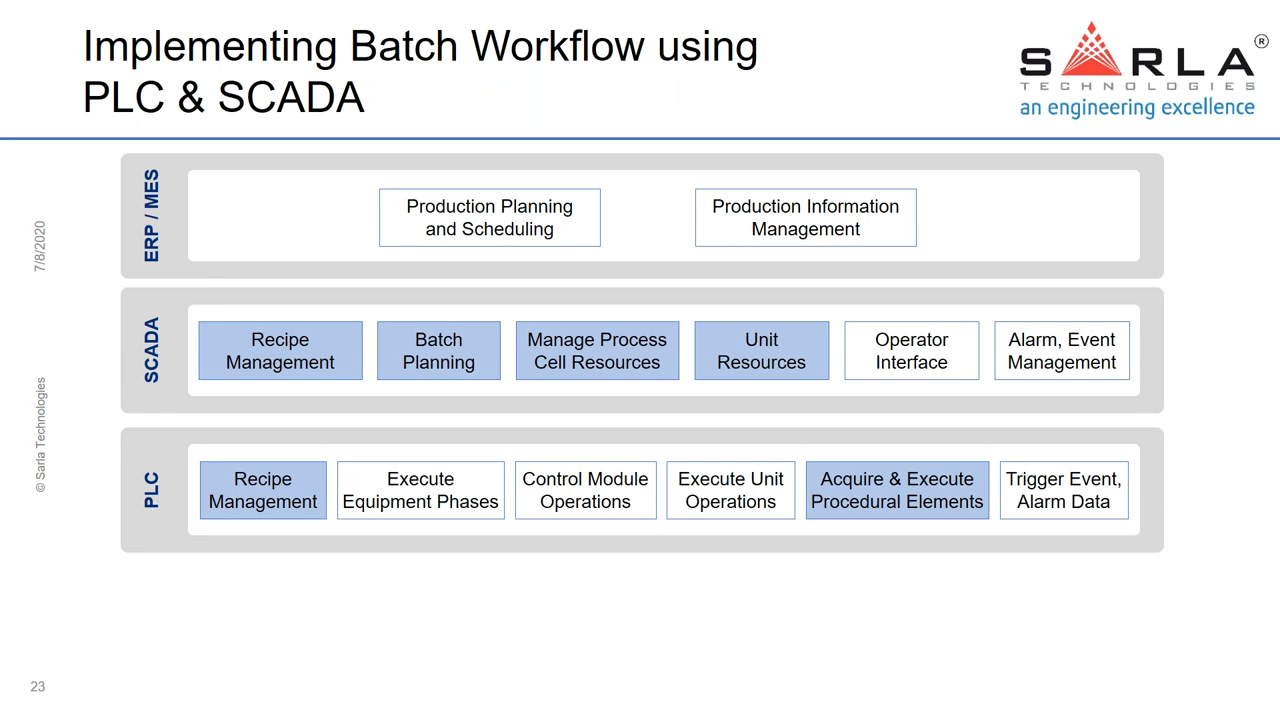 Implementing Batch Workflow using
PLC & SCADA
SARLA
®
TECHNOLOGIES
an engineering excellence
7/8/2020
© Sarla Technologies
ERP / MES
Production Planning
and Scheduling
Production Information
Management
SCADA
Recipe
Management
Batch
Planning
Manage Process
Cell Resources
Unit
Resources
Operator
Interface
Alarm, Event
Management
PLC
Recipe
Management
Execute
Equipment Phases
Control Module
Operations
Execute Unit
Operations
Acquire & Execute
Procedural Elements
Trigger Event,
Alarm Data
23